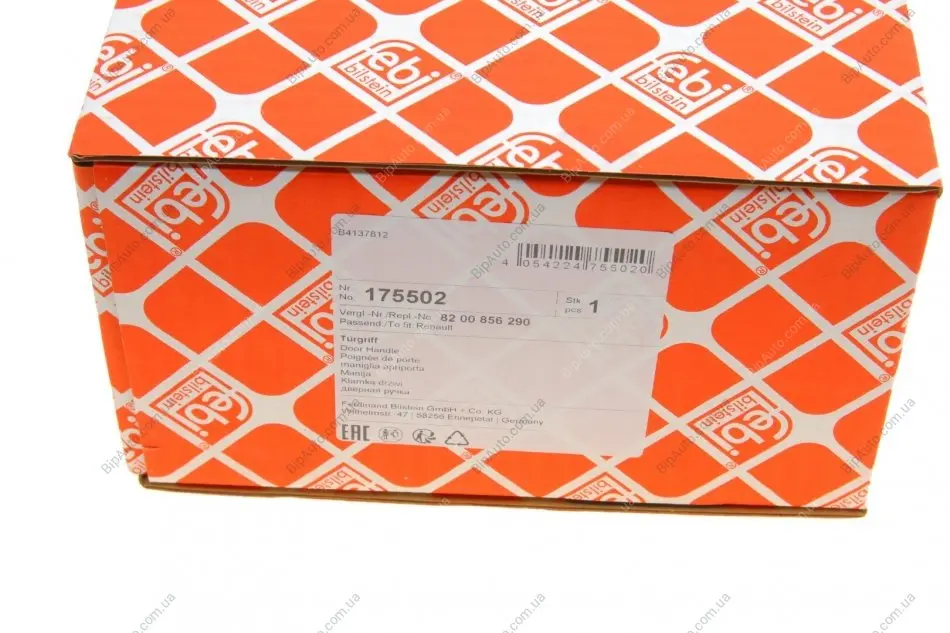 febi
bilstein
B4137812
4 054224 755020
Nr.
No. 175502
Stk
pcs 1
Vergl.-Nr./Repl.-No. 82 00 856 290
Passend./To fit: Renault
Türgriff
Door Handle
Poignée de porte
maniglia apriporta
Manija
Klamka drzwi
дверная ручка
Ferdinand Bilstein GmbH + Co. KG
Wilhelmstr. 47 | 58256 Ennepetal | Germany
EAC
BipAuto.com.ua